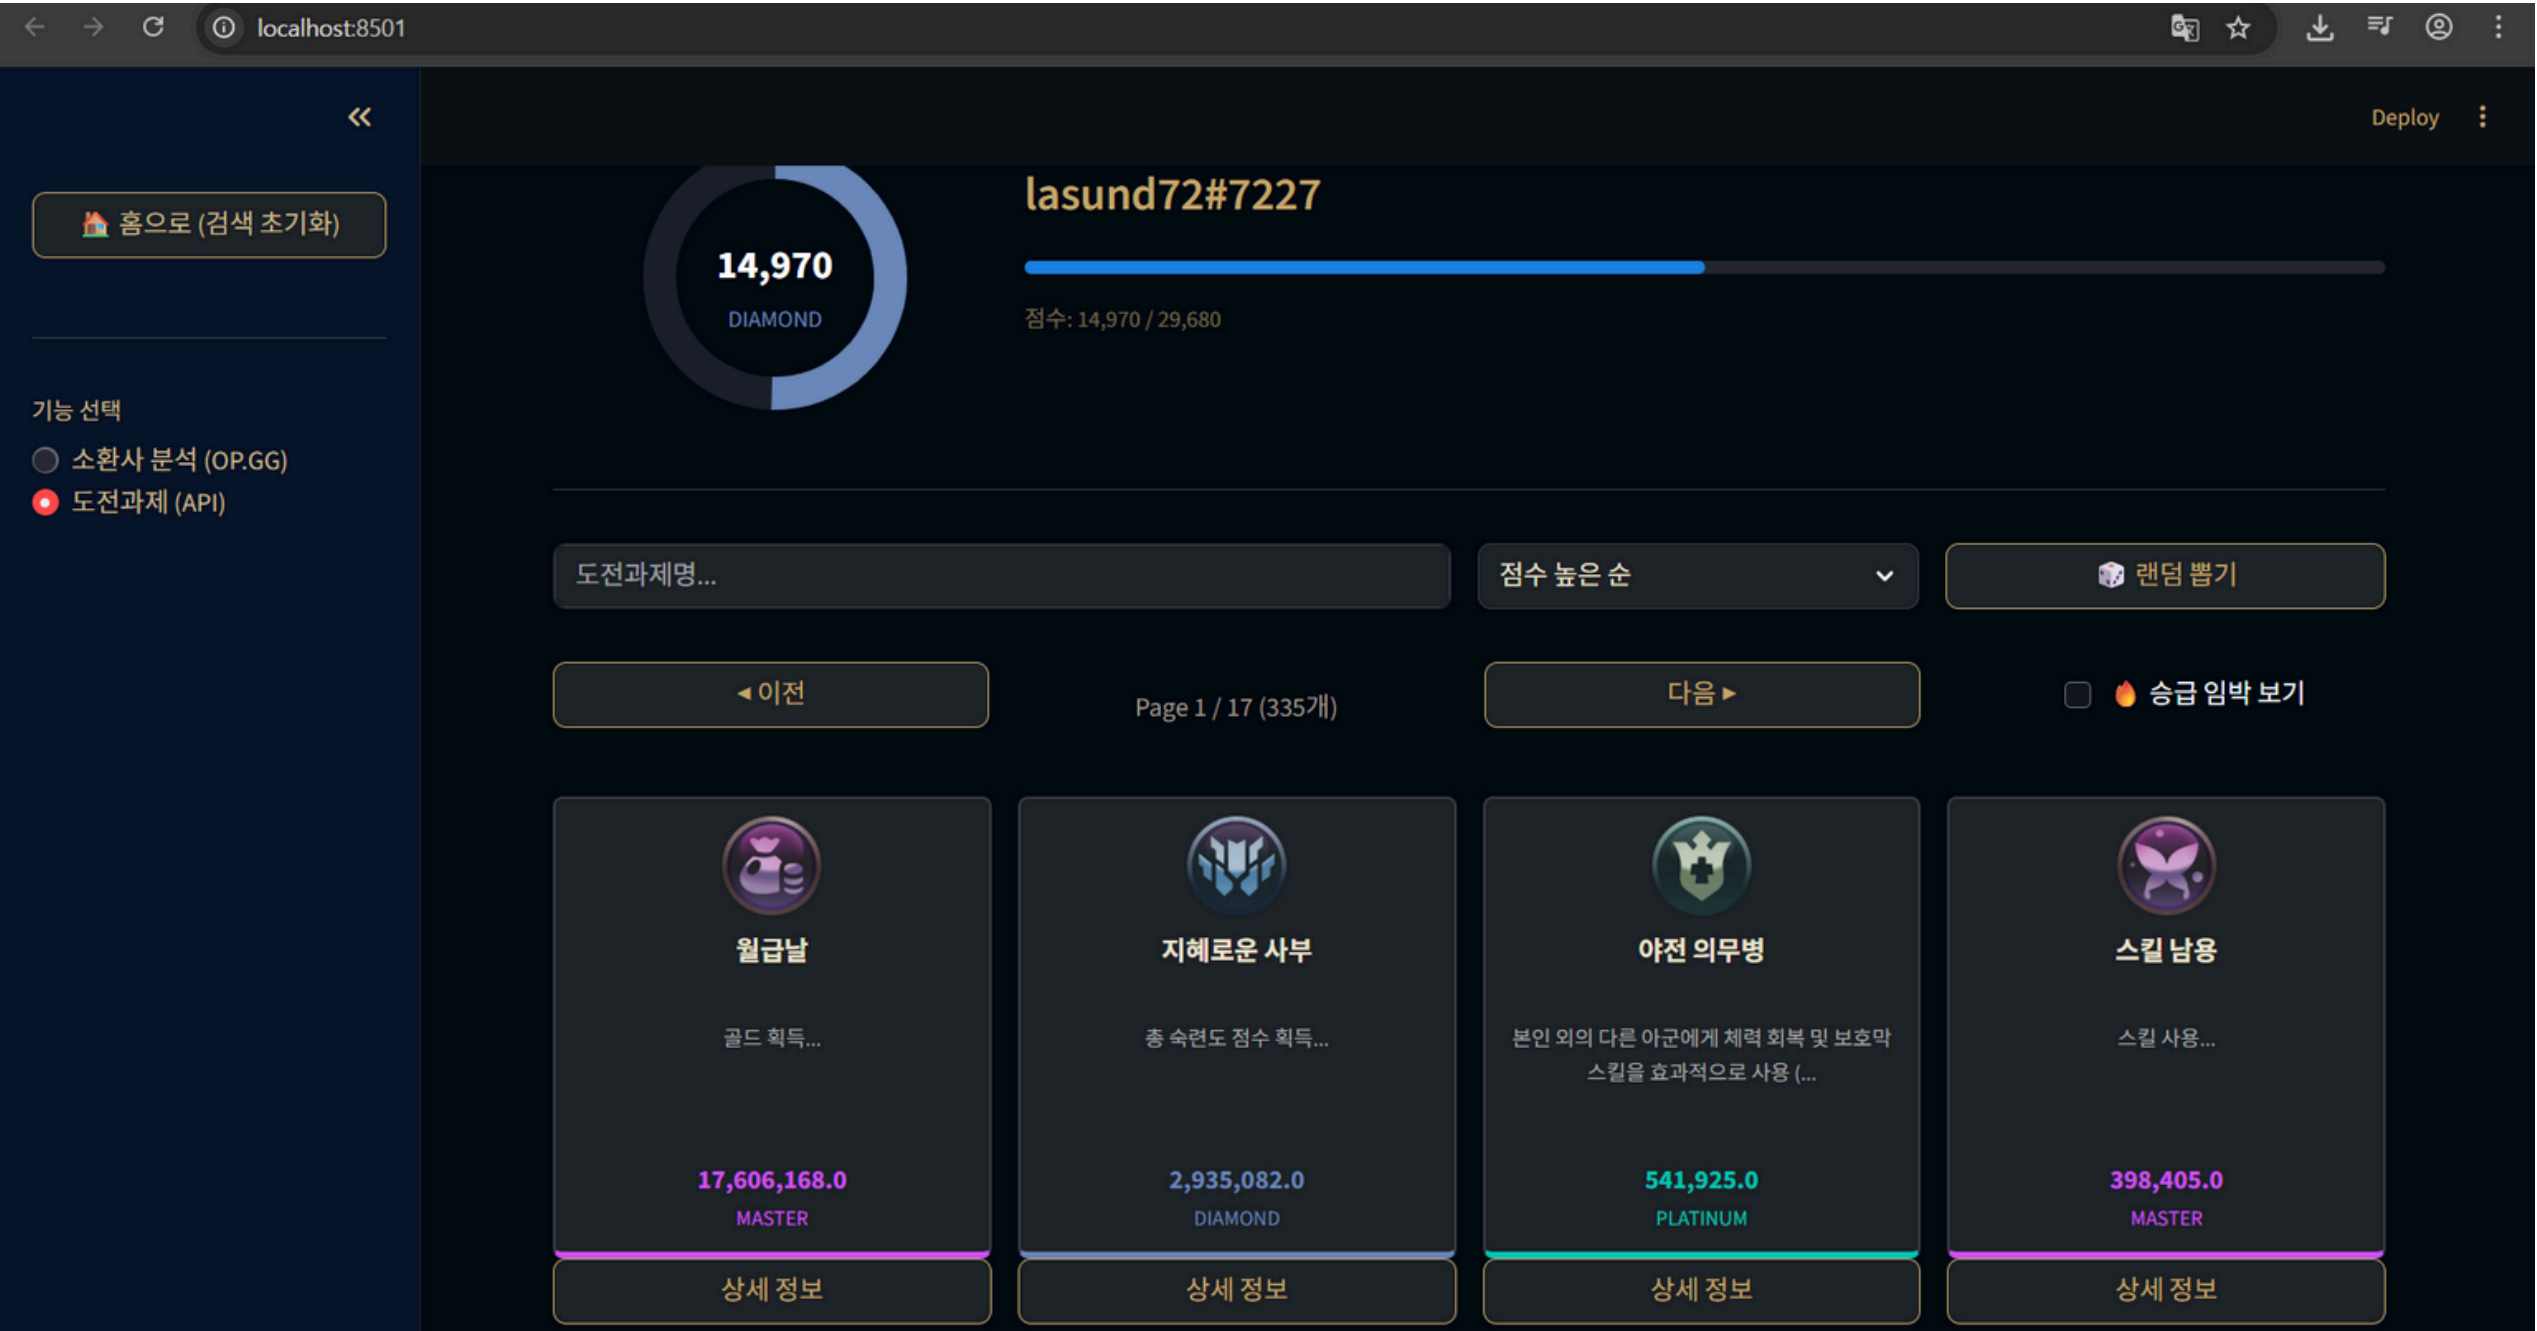 localhost:8501
Deploy
홈으로 (검색 초기화)
기능 선택
소환사 분석 (OP.GG)
도전과제 (API)
14,970
DIAMOND
lasund72#7227
점수: 14,970 / 29,680
도전과제명...
점수 높은 순
랜덤 뽑기
◂ 이전
Page 1 / 17 (335개)
다음 ▸
승급 임박 보기
월급날
골드 획득...
17,606,168.0
MASTER
상세 정보
지혜로운 사부
총 숙련도 점수 획득...
2,935,082.0
DIAMOND
상세 정보
야전 의무병
본인 외의 다른 아군에게 체력 회복 및 보호막
스킬을 효과적으로 사용 (...
541,925.0
PLATINUM
상세 정보
스킬 남용
스킬 사용...
398,405.0
MASTER
상세 정보